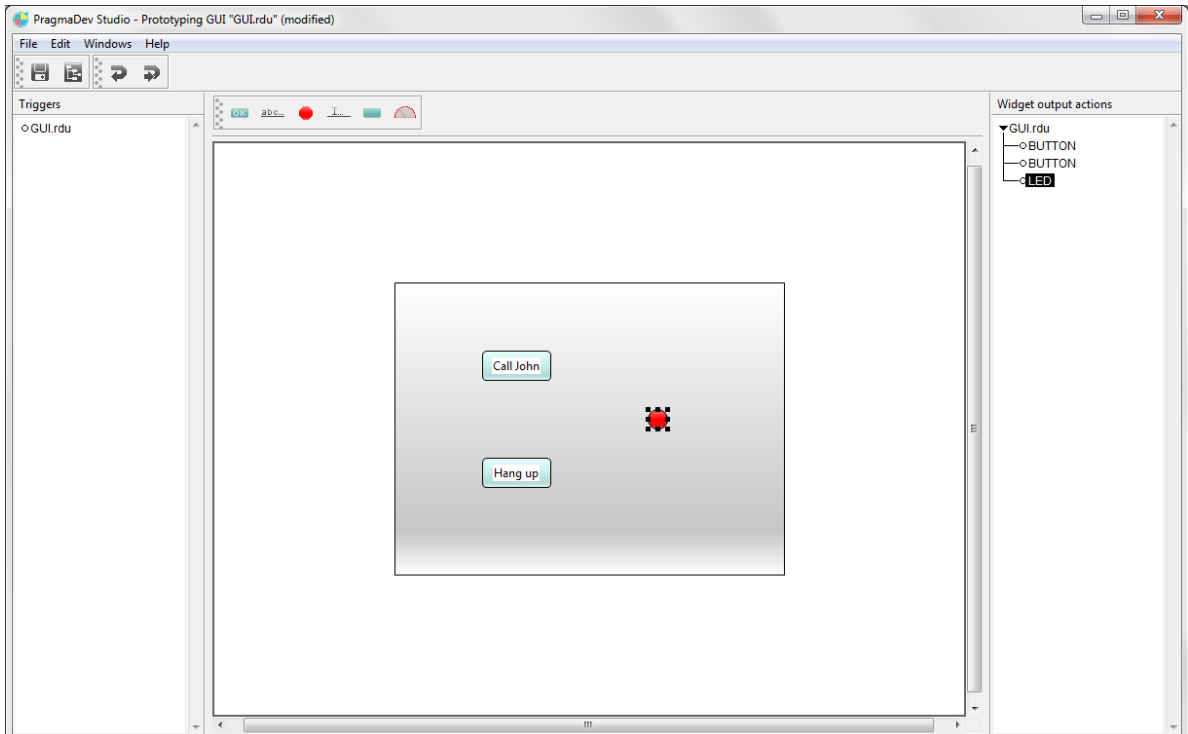 PragmaDev Studio - Prototyping GUI "GUI.rdu" (modified)
File Edit Windows Help
Triggers
GUI.rdu
OK abc... I...
Widget output actions
GUI.rdu
BUTTON
BUTTON
LED
Call John
Hang up